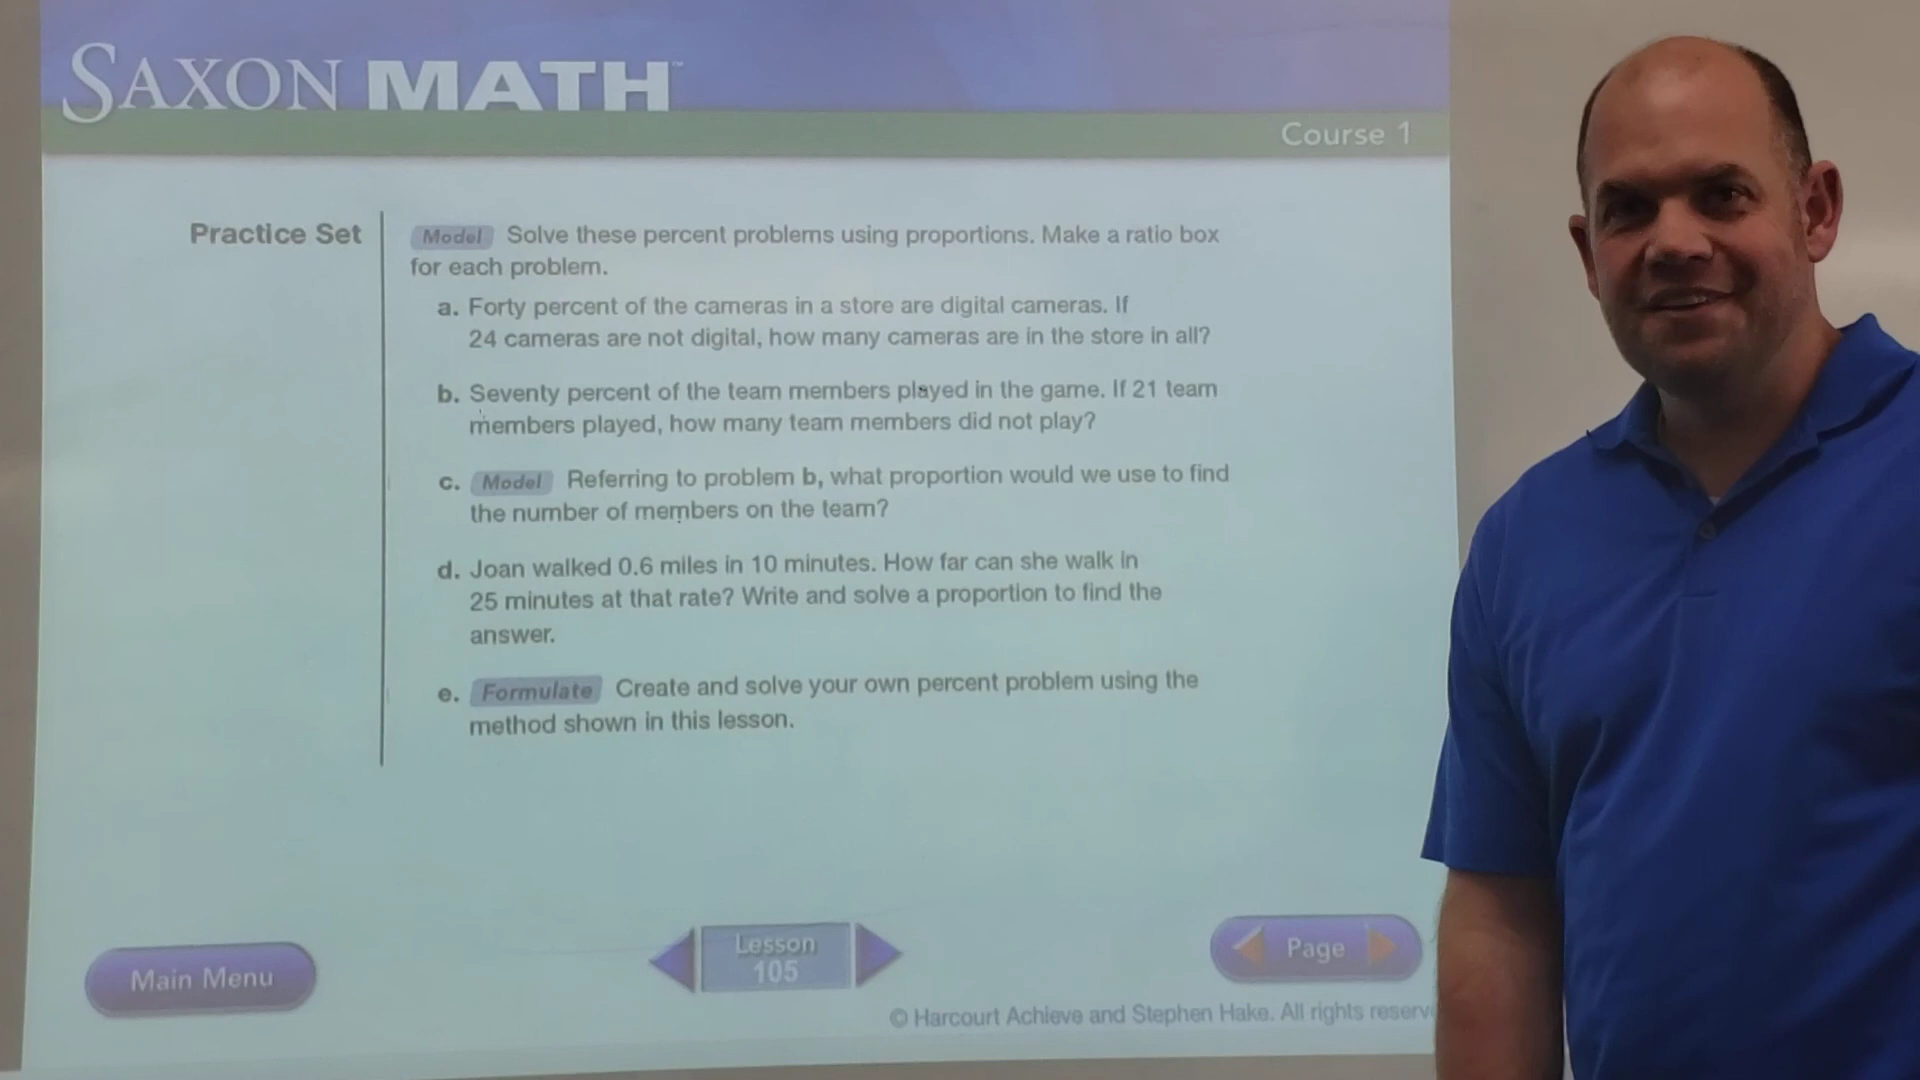 SAXON MATH™
Course 1
Practice Set
Model Solve these percent problems using proportions. Make a ratio box
for each problem.
a. Forty percent of the cameras in a store are digital cameras. If
24 cameras are not digital, how many cameras are in the store in all?
b. Seventy percent of the team members played in the game. If 21 team
members played, how many team members did not play?
c. Model Referring to problem b, what proportion would we use to find
the number of members on the team?
d. Joan walked 0.6 miles in 10 minutes. How far can she walk in
25 minutes at that rate? Write and solve a proportion to find the
answer.
e. Formulate Create and solve your own percent problem using the
method shown in this lesson.
Main Menu
Lesson
105
Page
© Harcourt Achieve and Stephen Hake. All rights